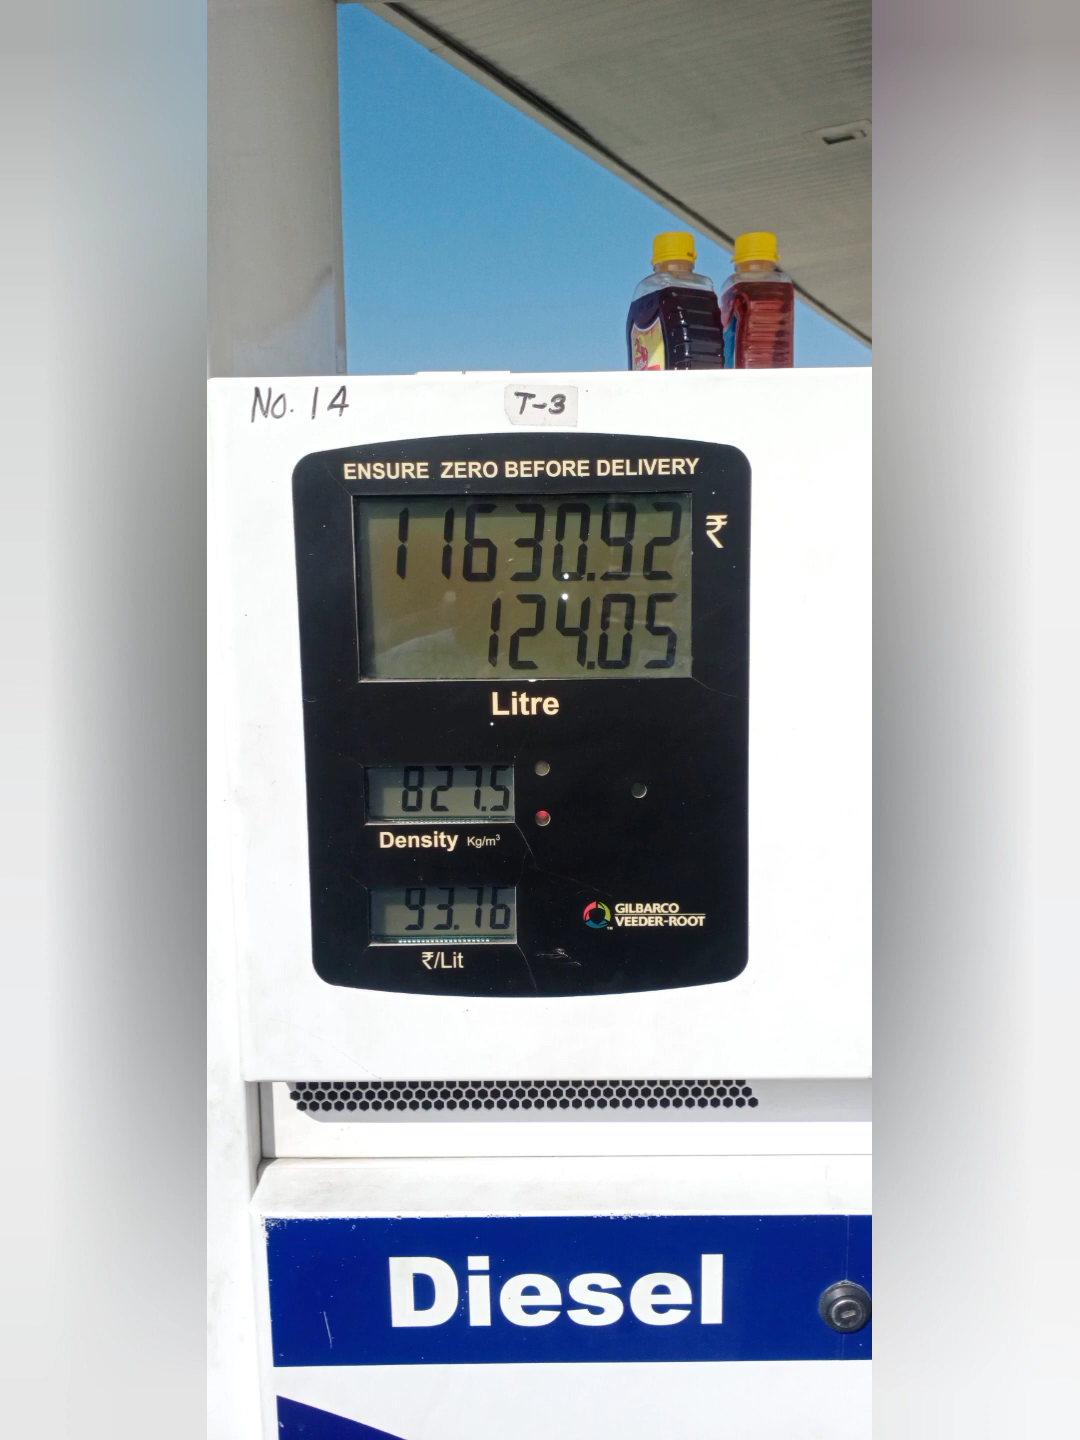 No. 14
T-3
ENSURE ZERO BEFORE DELIVERY
11630.92 ₹
124.05
Litre
827.5
Density Kg/m³
93.76
₹/Lit
GILBARCO
VEEDER-ROOT
TM
Diesel